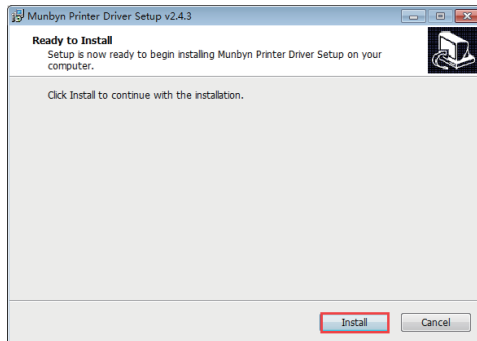 Munbyn Printer Driver Setup v2.4.3
Ready to Install
Setup is now ready to begin installing Munbyn Printer Driver Setup on your
computer.
Click Install to continue with the installation.
Install
Cancel